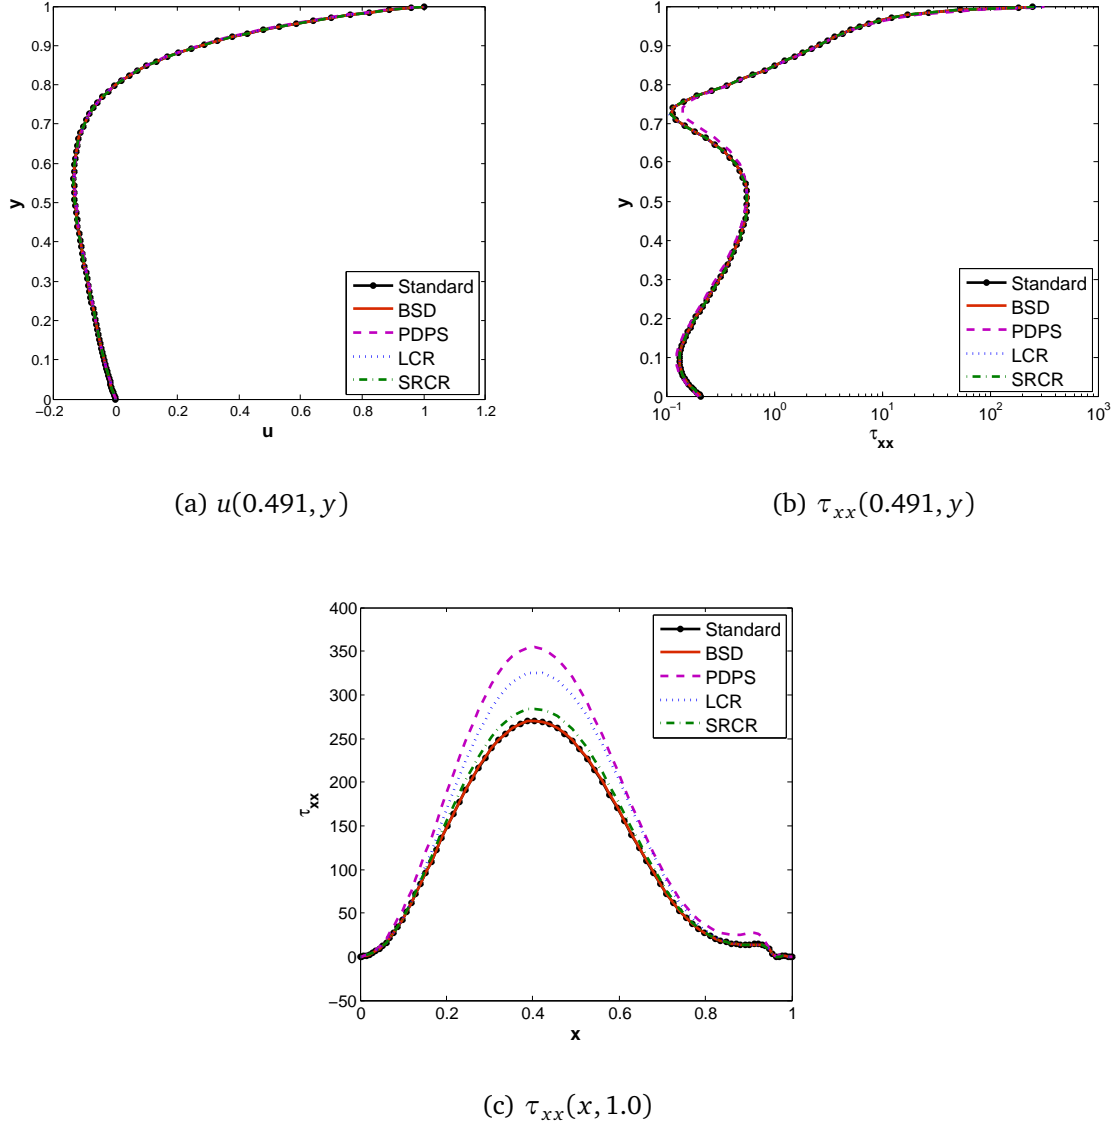 1
0.9
0.8
0.7
0.6
0.5
0.4
0.3
0.2
0.1
0
y
−0.2 0 0.2 0.4 0.6 0.8 1 1.2
u
Standard
BSD
PDPS
LCR
SRCR
(a) u(0.491, y)
1
0.9
0.8
0.7
0.6
0.5
0.4
0.3
0.2
0.1
0
y
10⁻¹ 10⁰ 10¹ 10² 10³
τxx
Standard
BSD
PDPS
LCR
SRCR
(b) τxx(0.491, y)
400
350
300
250
200
150
100
50
0
−50
τxx
0 0.2 0.4 0.6 0.8 1
x
Standard
BSD
PDPS
LCR
SRCR
(c) τxx(x, 1.0)